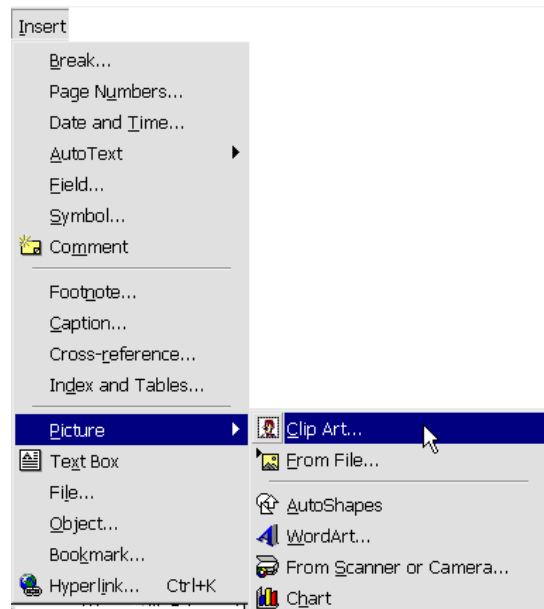 Insert
Break...
Page Numbers...
Date and Time...
AutoText
Field...
Symbol...
Comment
Footnote...
Caption...
Cross-reference...
Index and Tables...
Picture
Text Box
File...
Object...
Bookmark...
Hyperlink... Ctrl+K
Clip Art...
From File...
AutoShapes
WordArt...
From Scanner or Camera...
Chart